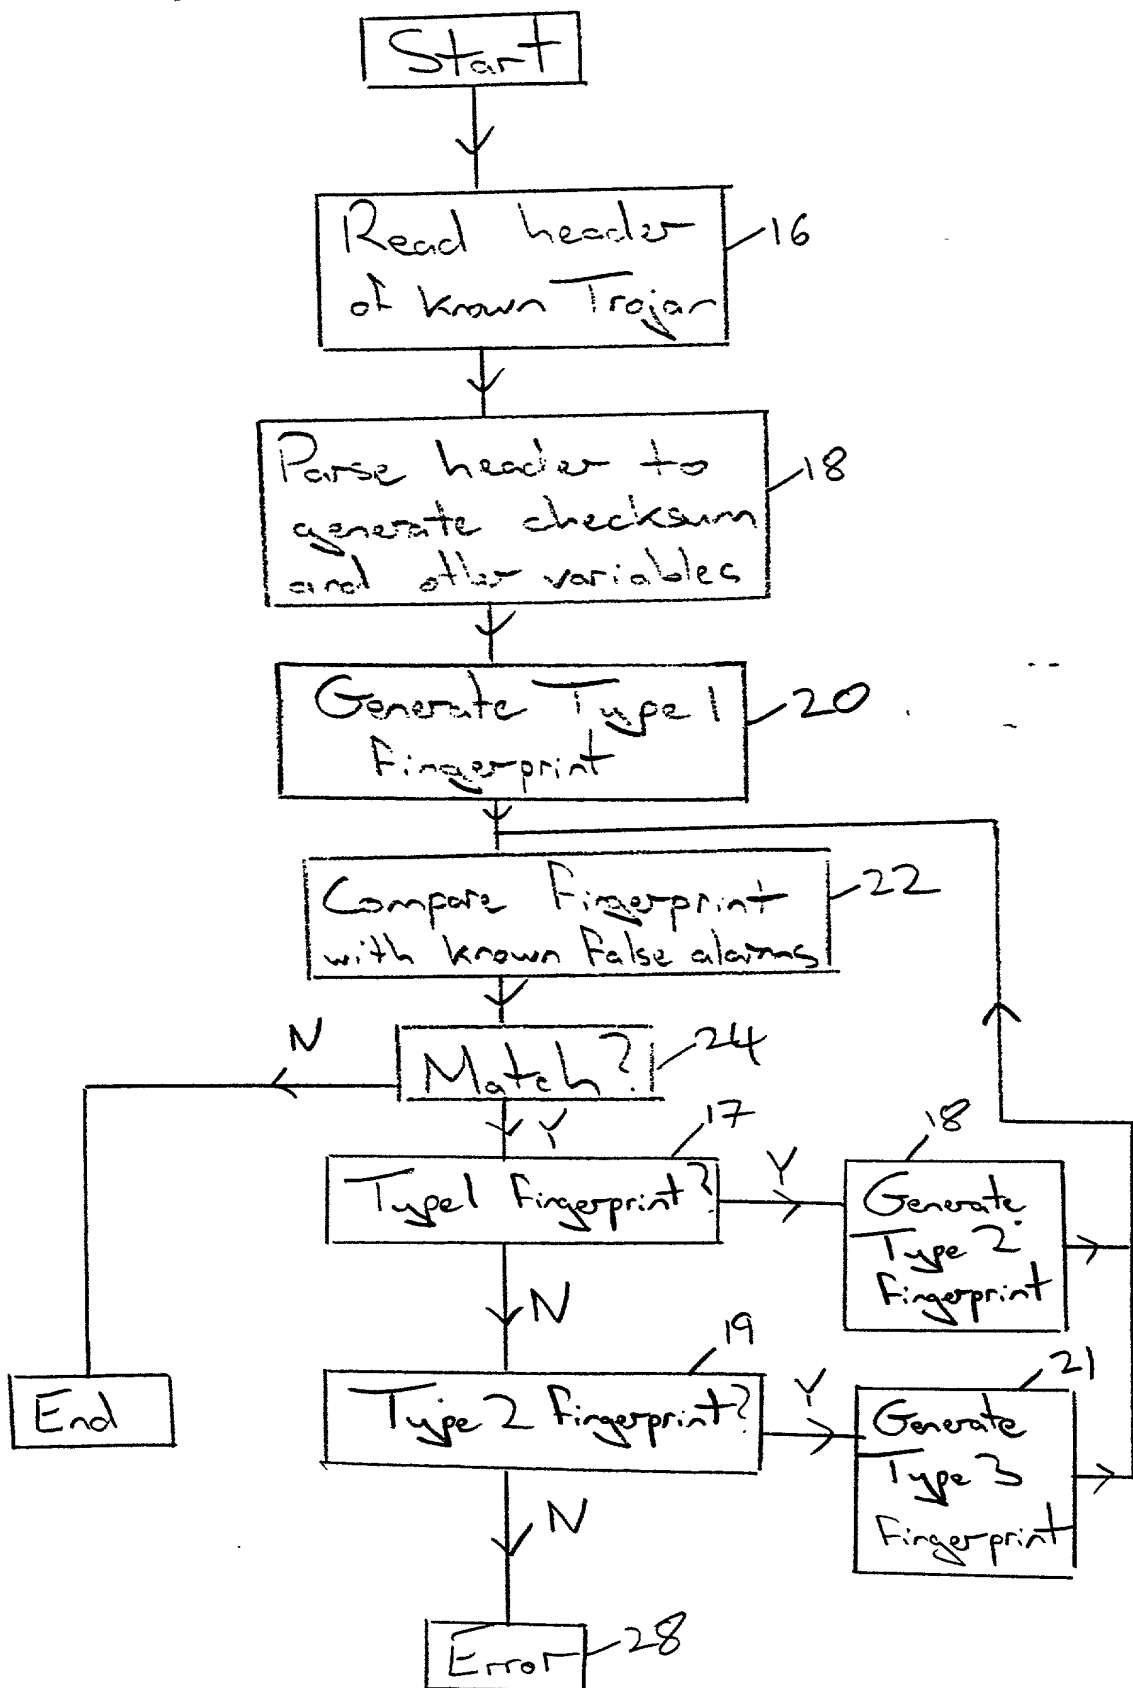 Start
Read header
of known Trojan
16
Parse header to
generate checksum
and other variables
18
Generate Type 1
Fingerprint
20
Compare Fingerprint
with known False alarms
22
N
Match?
24
Y
17
Type 1 Fingerprint?
Y
18
Generate
Type 2
Fingerprint
N
19
Type 2 Fingerprint?
Y
21
Generate
Type 3
Fingerprint
End
N
Error
28